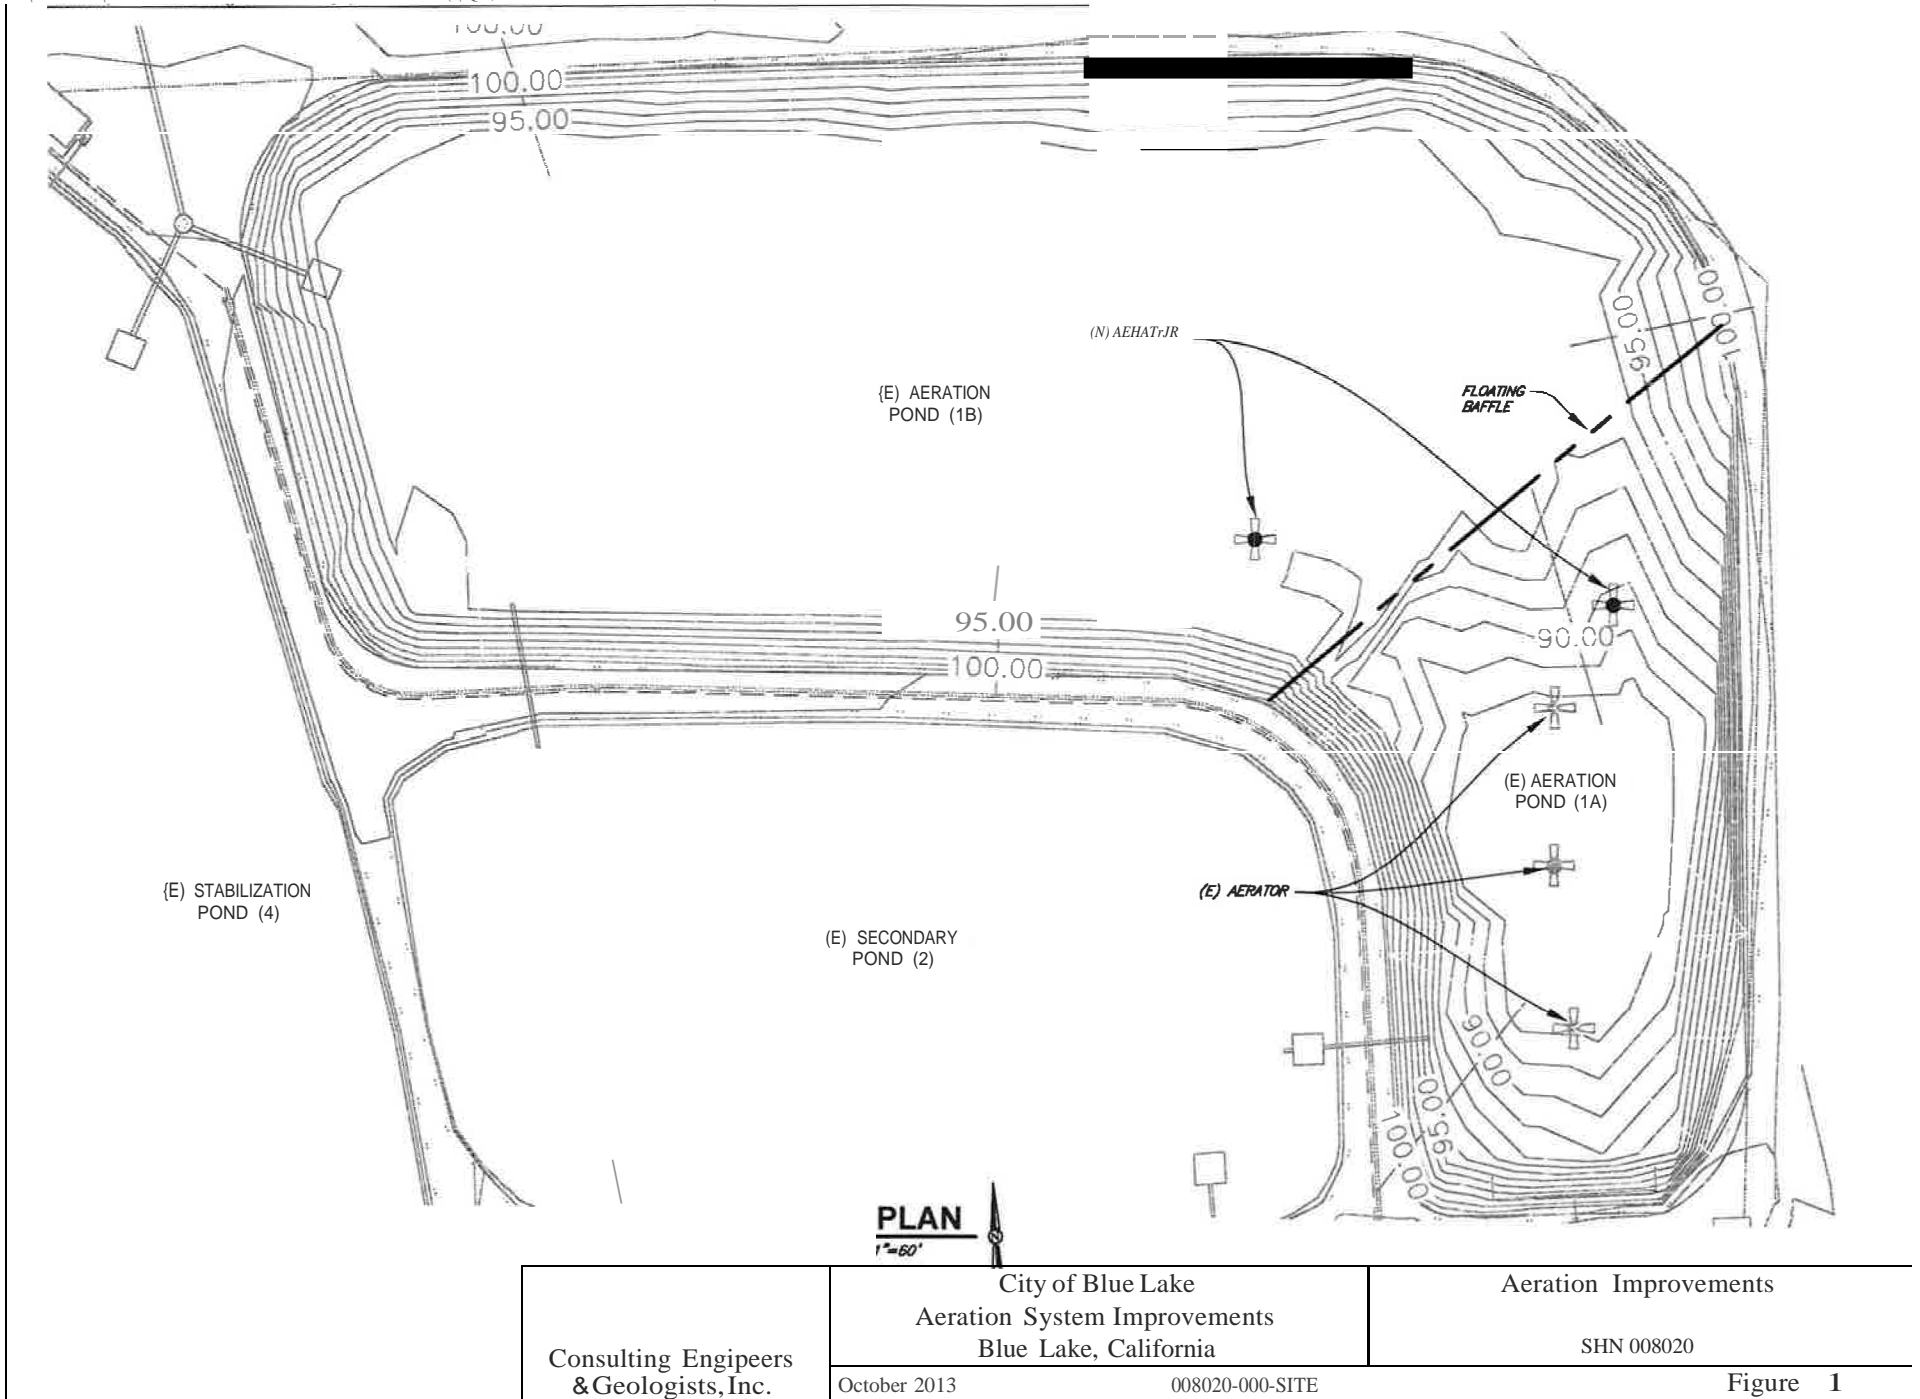 100.00
100.00
95.00
100.00
95.00
(N) AEHATrJR
{E) AERATION
POND (1B)
FLOATING
BAFFLE
95.00
100.00
90.00
(E) AERATION
POND (1A)
{E) STABILIZATION
POND (4)
(E) AERATOR
(E) SECONDARY
POND (2)
90.00
95.00
100.00
PLAN
1"=60'
N
City of Blue Lake
Aeration System Improvements
Blue Lake, California
Aeration Improvements
SHN 008020
Consulting Engipeers
&Geologists, Inc.
October 2013
008020-000-SITE
Figure 1